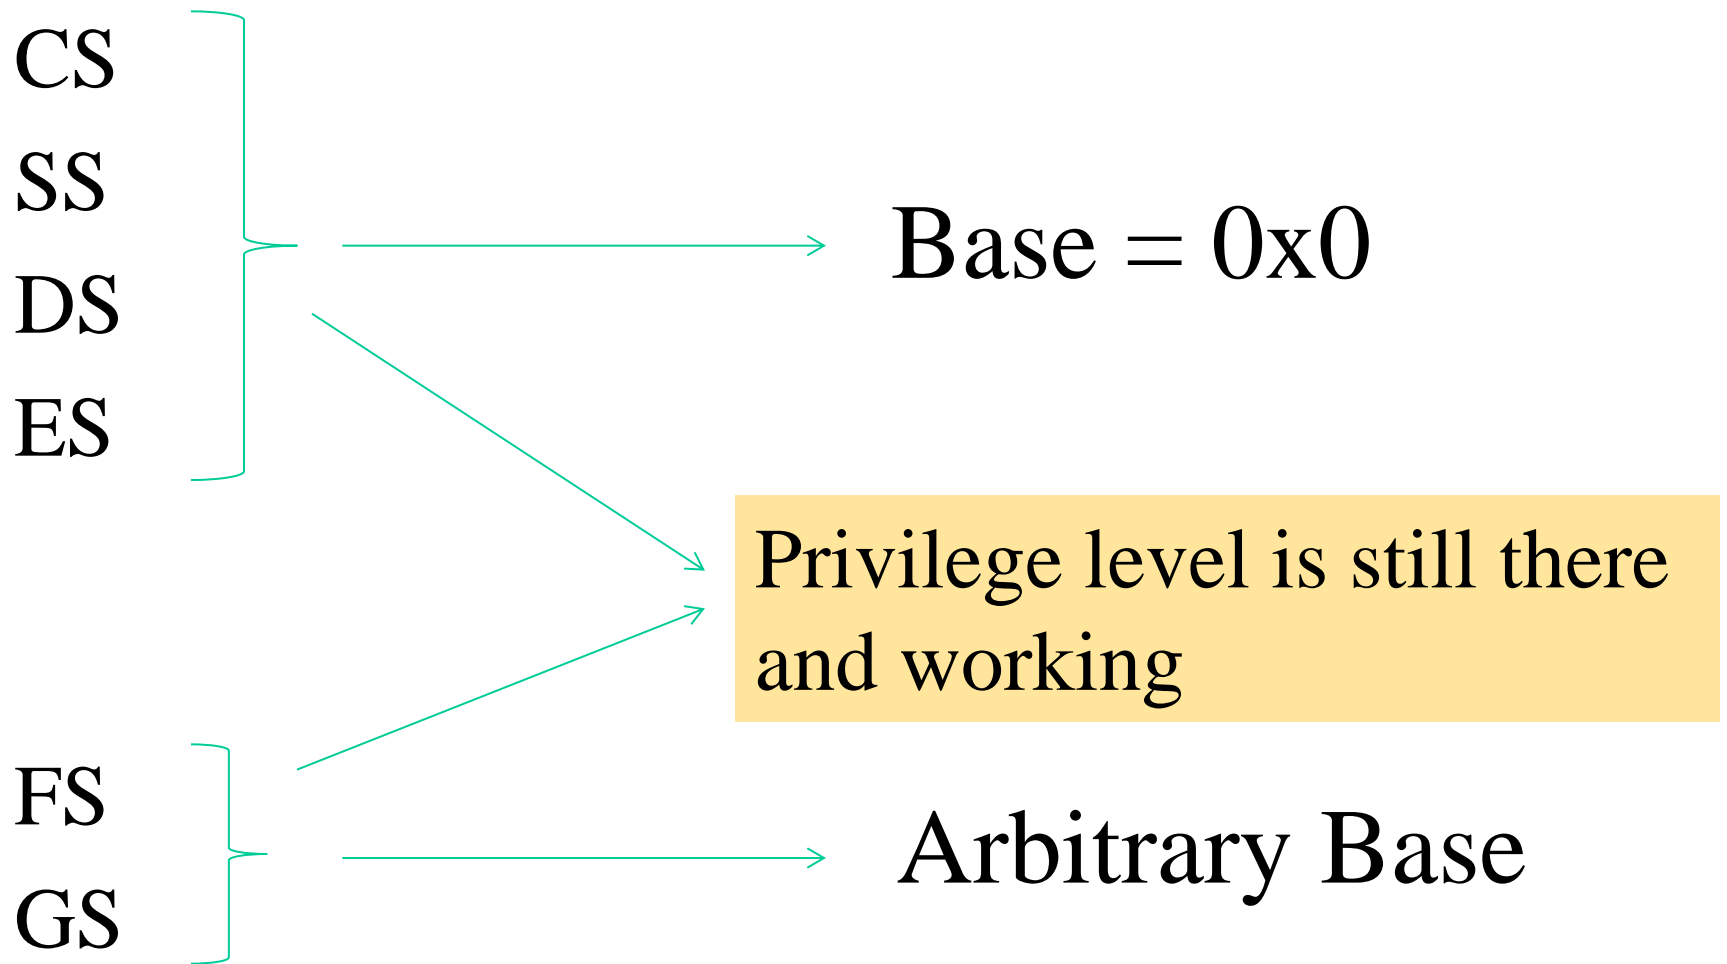 CS
SS
DS
ES
Base = 0x0
Privilege level is still there
and working
FS
GS
Arbitrary Base